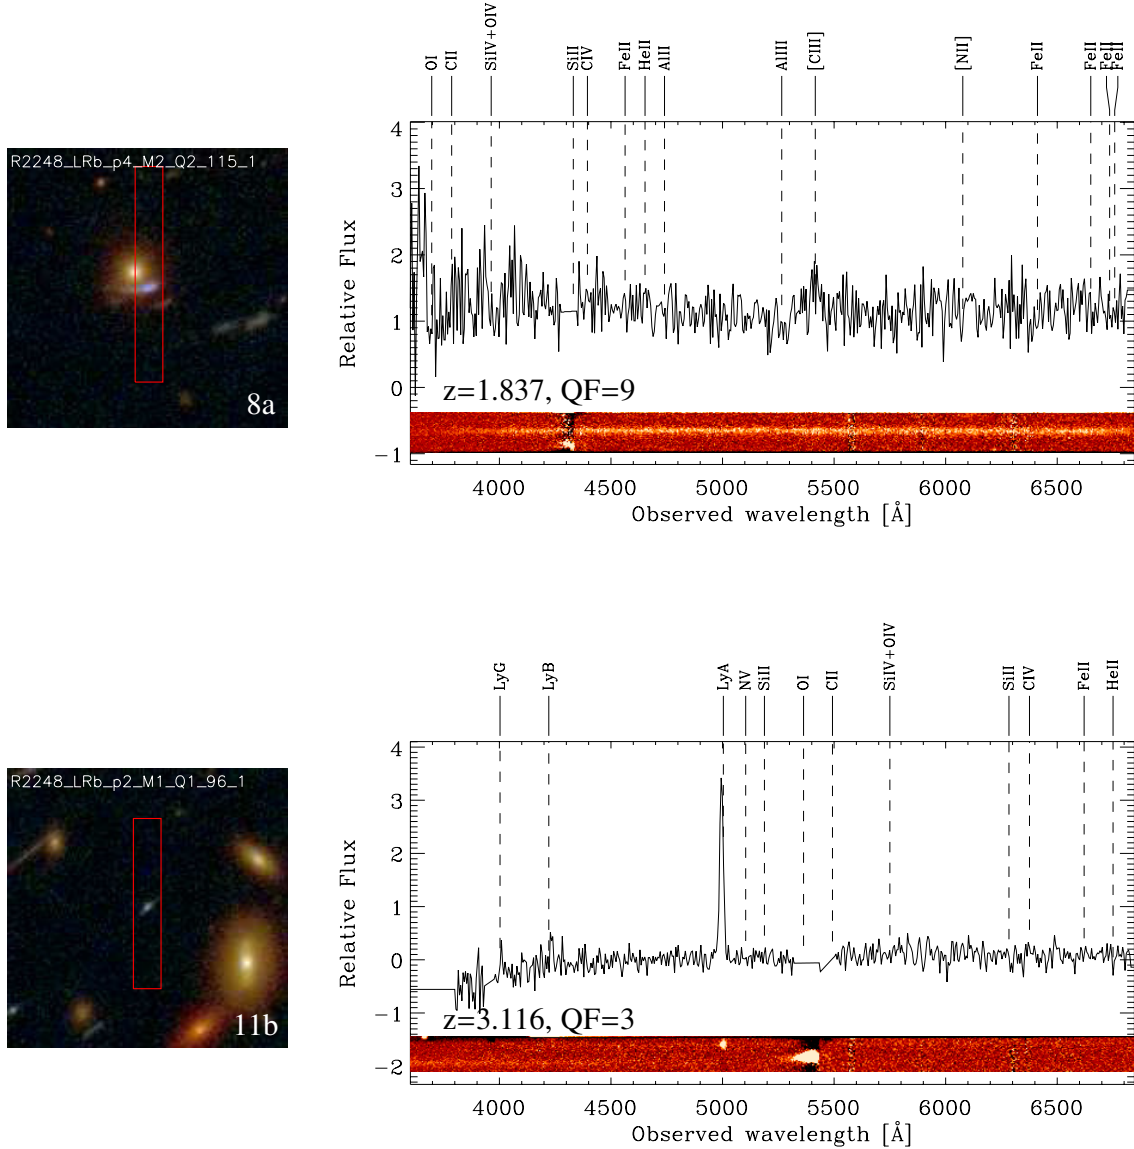 OI CII SiIV+OIV SiII CIV FeII HeII AlII AlIII [CIII] [NII] FeII FeII FeII FeII
R2248_LRb_p4_M2_Q2_115_1
8a
Relative Flux
4
3
2
1
0
−1
z=1.837, QF=9
4000 4500 5000 5500 6000 6500
Observed wavelength [Å]
LyG LyB LyA NV SiII OI CII SiIV+OIV SiII CIV FeII HeII
R2248_LRb_p2_M1_Q1_96_1
11b
Relative Flux
4
3
2
1
0
−1
−2
z=3.116, QF=3
4000 4500 5000 5500 6000 6500
Observed wavelength [Å]